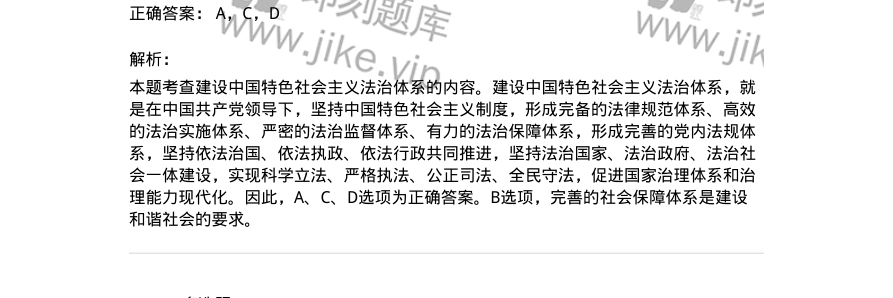 正确答案： A，C，D
即刻题库
www.jike.vip
解析：
本题考查建设中国特色社会主义法治体系的内容。建设中国特色社会主义法治体系，就
是在中国共产党领导下，坚持中国特色社会主义制度，形成完备的法律规范体系、高效
的法治实施体系、严密的法治监督体系、有力的法治保障体系，形成完善的党内法规体
系，坚持依法治国、依法执政、依法行政共同推进，坚持法治国家、法治政府、法治社
会一体建设，实现科学立法、严格执法、公正司法、全民守法，促进国家治理体系和治
理能力现代化。因此，A、C、D选项为正确答案。B选项，完善的社会保障体系是建设
和谐社会的要求。